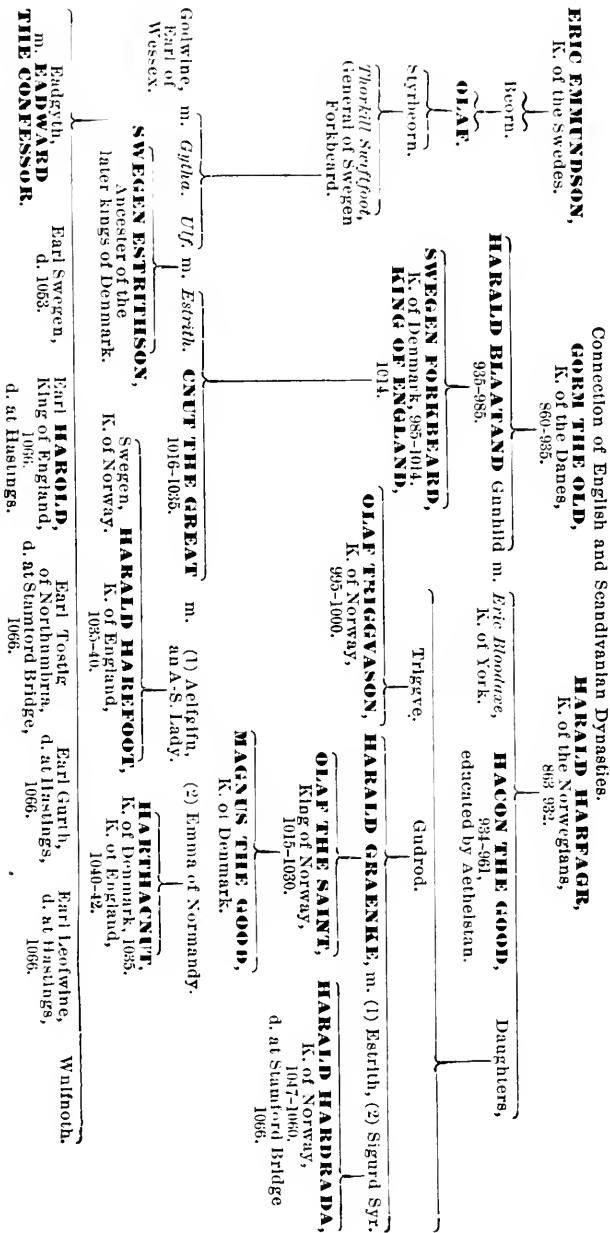 Connection of English and Scandivanian Dynasties.
ERIC EMMUNDSON,
K. of the Swedes.
GORM THE OLD,
K. of the Danes,
860-935.
HARALD HARFAGR,
K. of the Norwegians,
863-932.
Beorn.
OLAF.
Styrbeorn.
Thorkill Swiftfoot,
General of Swegen
Forkbeard.
HARALD BLAATAND
935-985.
Gunhild m. Eric Bloodaxe,
K. of York.
HACON THE GOOD,
934-961,
educated by Aethelstan.
Daughters,
SWEGEN FORKBEARD,
K. of Denmark, 985-1014.
KING OF ENGLAND,
1014.
Triggve.
Gudrod.
OLAF TRIGGVASON,
K. of Norway,
995-1000.
HARALD GRAENKE, m. (1) Estrith, (2) Sigurd Syr.
OLAF THE SAINT,
King of Norway,
1015-1030.
HARALD HARDRADA,
K. of Norway,
1047-1060,
d. at Stamford Bridge
1066.
MAGNUS THE GOOD,
K. of Denmark.
Godwine, m. Gytha.
Earl of
Wessex.
Ulf. m. Estrith.
CNUT THE GREAT m. (1) Aelfgifu, (2) Emma of Normandy.
1016-1035. an A-S. Lady.
SWEGEN ESTRITHSON,
Ancester of the
later kings of Denmark.
Swegen,
K. of Norway.
HARALD HAREFOOT,
K. of England,
1035-40.
HARTHACNUT,
K. of Denmark, 1035.
K. of England,
1040-42.
Eadgyth,
m. EADWARD
THE CONFESSOR.
Earl Swegen,
d. 1053.
Earl HAROLD,
King of England,
1066.
d. at Hastings.
Earl Tostig
of Northumbria,
d. at Stamford Bridge,
1066.
Earl Gurth,
d. at Hastings,
1066.
Earl Leofwine,
d. at Hastings,
1066.
Wulfnoth.